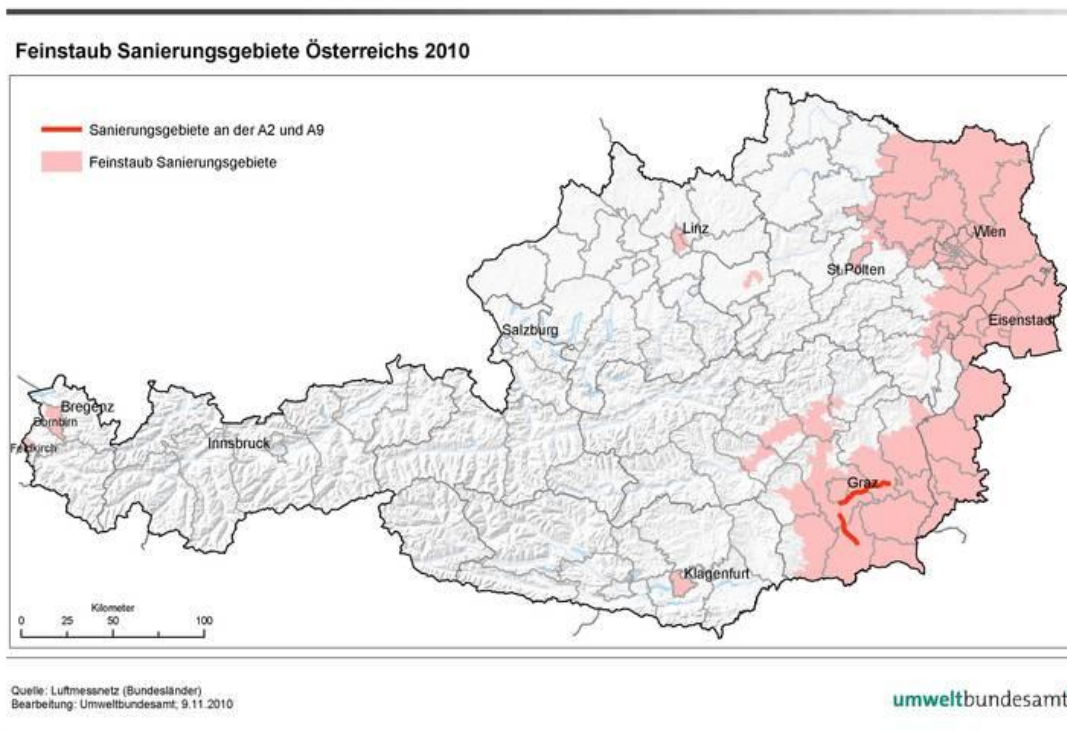 Feinstaub Sanierungsgebiete Österreichs 2010
Sanierungsgebiete an der A2 und A9
Feinstaub Sanierungsgebiete
Linz
Wien
St.Pölten
Eisenstadt
Salzburg
Bregenz
Dornbirn
Feldkirch
Innsbruck
Graz
Klagenfurt
Kilometer
0 25 50 100
Quelle: Luftmessnetz (Bundesländer)
Bearbeitung: Umweltbundesamt; 9.11.2010
umweltbundesamt